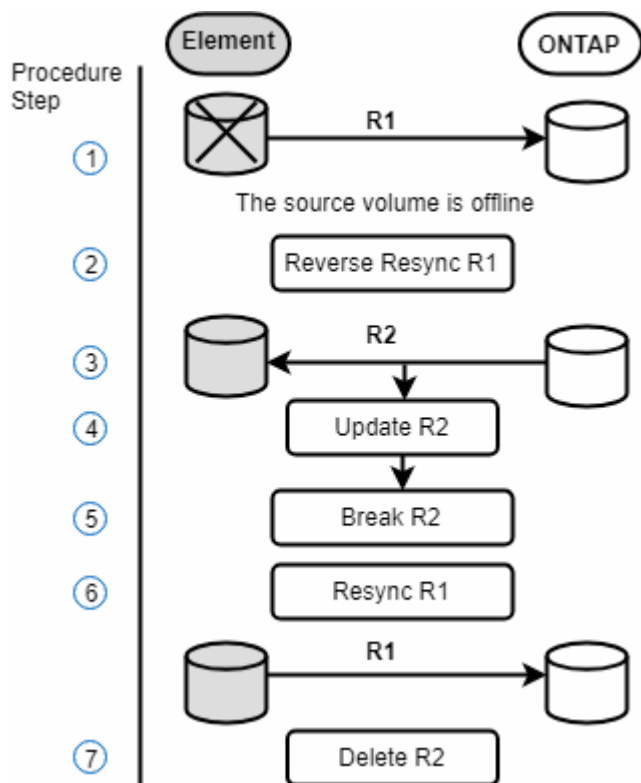 Element
ONTAP
Procedure
Step
R1
1
The source volume is offline
2
Reverse Resync R1
R2
3
4
Update R2
5
Break R2
6
Resync R1
R1
7
Delete R2